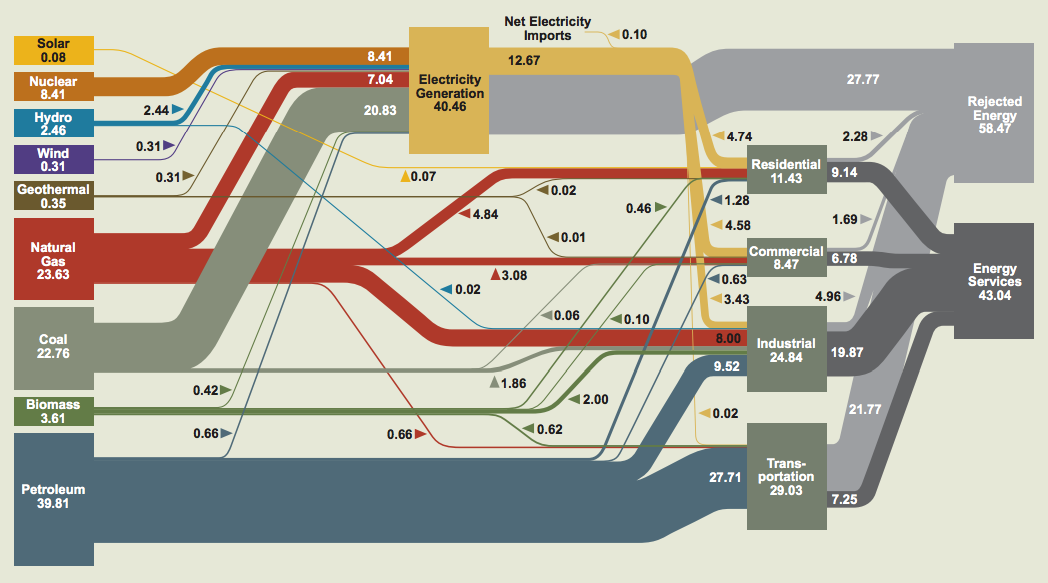 Net Electricity
Imports
0.10
Solar
0.08
Nuclear
8.41
Hydro
2.46
Wind
0.31
Geothermal
0.35
Natural
Gas
23.63
Coal
22.76
Biomass
3.61
Petroleum
39.81
2.44
0.31
0.31
0.42
0.66
8.41
7.04
20.83
Electricity
Generation
40.46
12.67
27.77
0.07
4.84
0.02
0.01
3.08
0.02
0.06
0.10
1.86
2.00
0.62
0.66
0.46
4.74
1.28
4.58
0.63
3.43
8.00
9.52
0.02
27.71
Residential
11.43
Commercial
8.47
Industrial
24.84
Trans-
portation
29.03
2.28
9.14
1.69
6.78
4.96
19.87
21.77
7.25
Rejected
Energy
58.47
Energy
Services
43.04